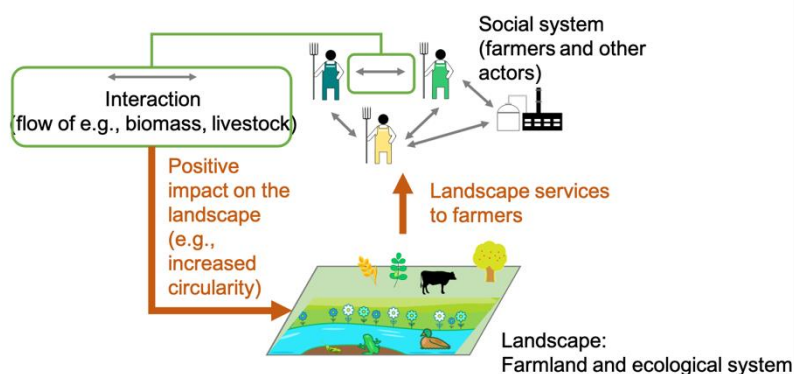 Social system
(farmers and other
actors)
Interaction
(flow of e.g., biomass, livestock)
Positive
impact on the
landscape
(e.g.,
increased
circularity)
Landscape services
to farmers
Landscape:
Farmland and ecological system